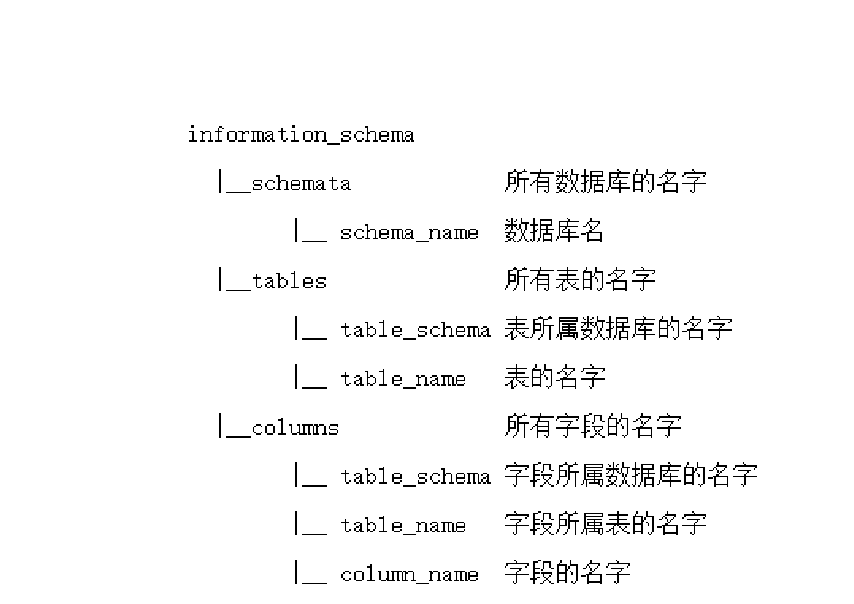 information_schema
|__schemata 所有数据库的名字
|__ schema_name 数据库名
|__tables 所有表的名字
|__ table_schema 表所属数据库的名字
|__ table_name 表的名字
|__columns 所有字段的名字
|__ table_schema 字段所属数据库的名字
|__ table_name 字段所属表的名字
|__ column_name 字段的名字